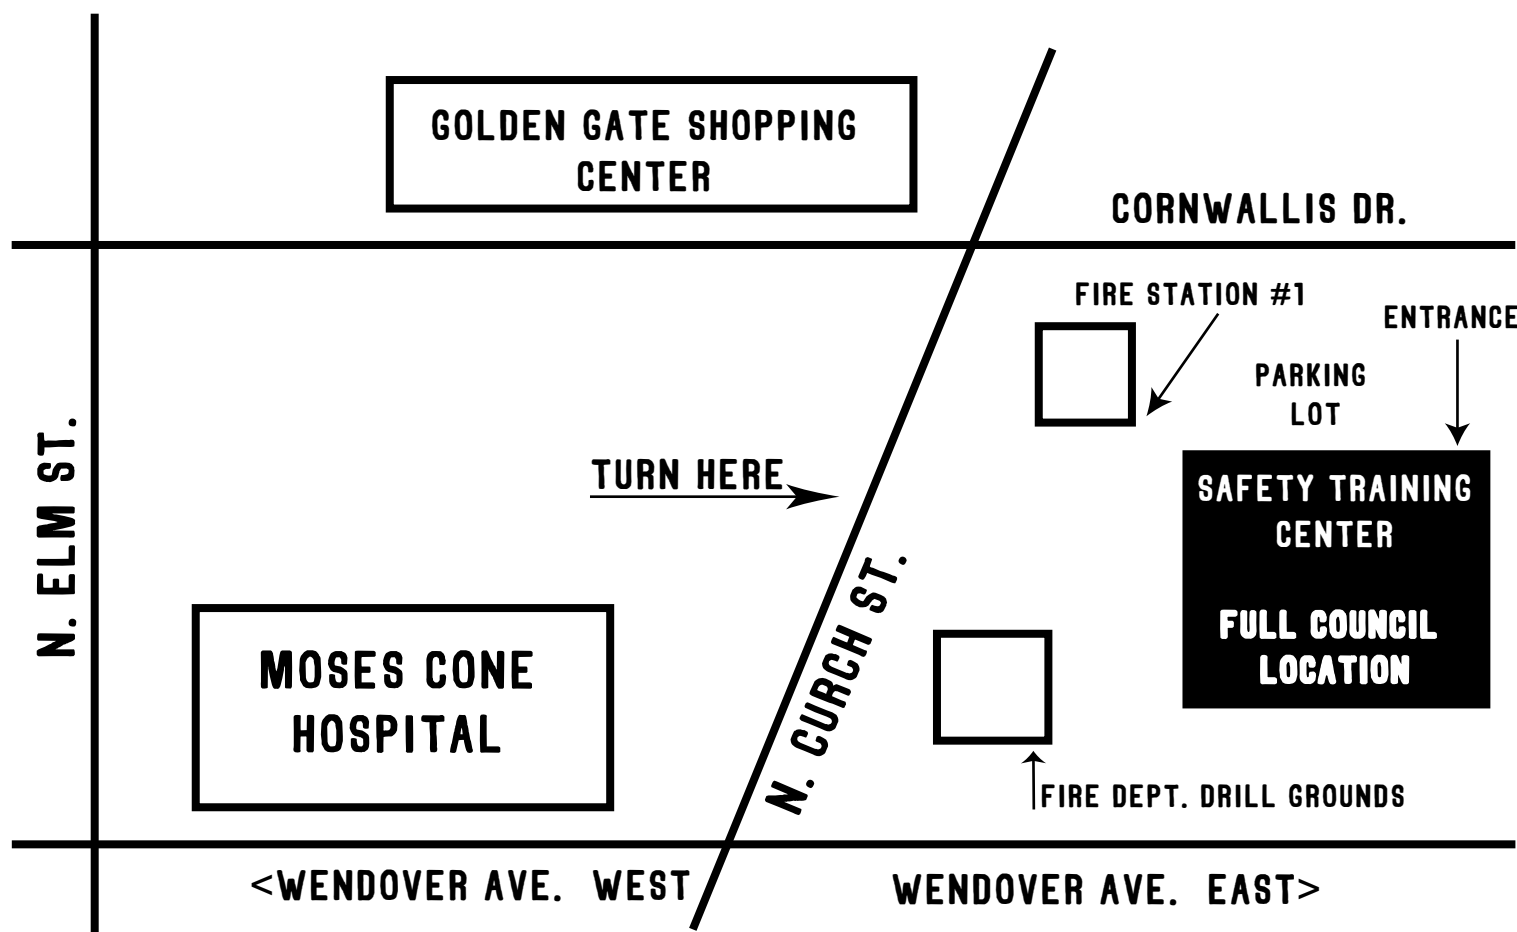 GOLDEN GATE SHOPPING
CENTER
CORNWALLIS DR.
FIRE STATION #1
ENTRANCE
PARKING
LOT
N. ELM ST.
TURN HERE
SAFETY TRAINING
CENTER
FULL COUNCIL
LOCATION
N. CURCH ST.
MOSES CONE
HOSPITAL
FIRE DEPT. DRILL GROUNDS
<WENDOVER AVE. WEST
WENDOVER AVE. EAST>